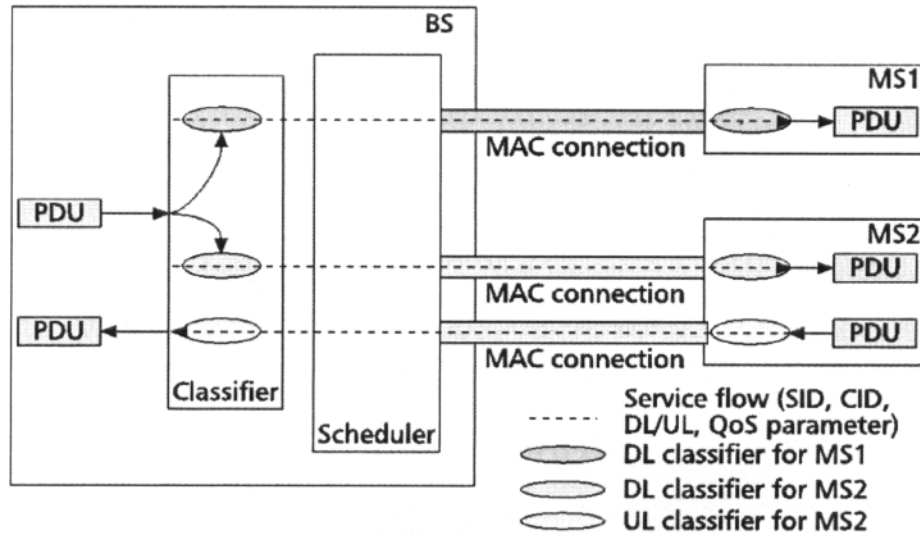 BS
MS1
PDU
MAC connection
PDU
MS2
PDU
MAC connection
PDU
PDU
MAC connection
Classifier
Scheduler
Service flow (SID, CID,
DL/UL, QoS parameter)
DL classifier for MS1
DL classifier for MS2
UL classifier for MS2